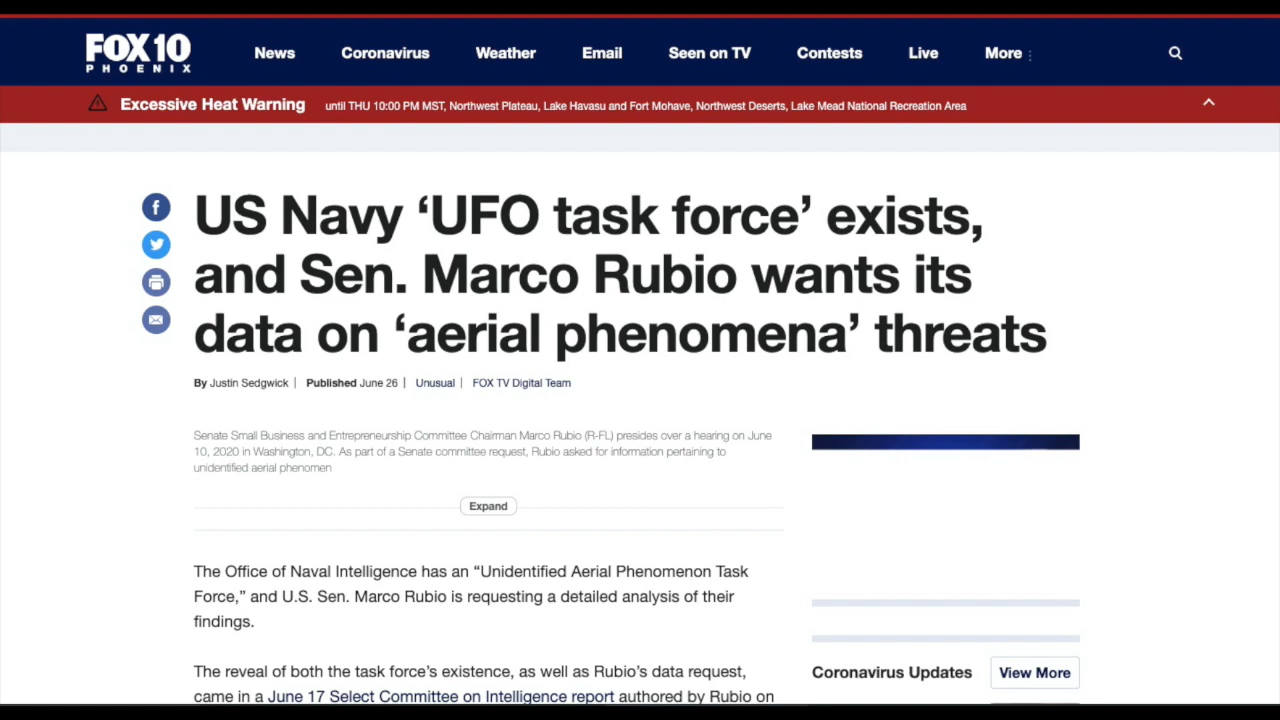 FOX 10
PHOENIX
News Coronavirus Weather Email Seen on TV Contests Live More
Excessive Heat Warning until THU 10:00 PM MST, Northwest Plateau, Lake Havasu and Fort Mohave, Northwest Deserts, Lake Mead National Recreation Area
US Navy ‘UFO task force’ exists,
and Sen. Marco Rubio wants its
data on ‘aerial phenomena’ threats
By Justin Sedgwick | Published June 26 | Unusual | FOX TV Digital Team
Senate Small Business and Entrepreneurship Committee Chairman Marco Rubio (R-FL) presides over a hearing on June
10, 2020 in Washington, DC. As part of a Senate committee request, Rubio asked for information pertaining to
unidentified aerial phenomen
Expand
The Office of Naval Intelligence has an “Unidentified Aerial Phenomenon Task
Force,” and U.S. Sen. Marco Rubio is requesting a detailed analysis of their
findings.
The reveal of both the task force’s existence, as well as Rubio’s data request,
came in a June 17 Select Committee on Intelligence report authored by Rubio on
Coronavirus Updates View More